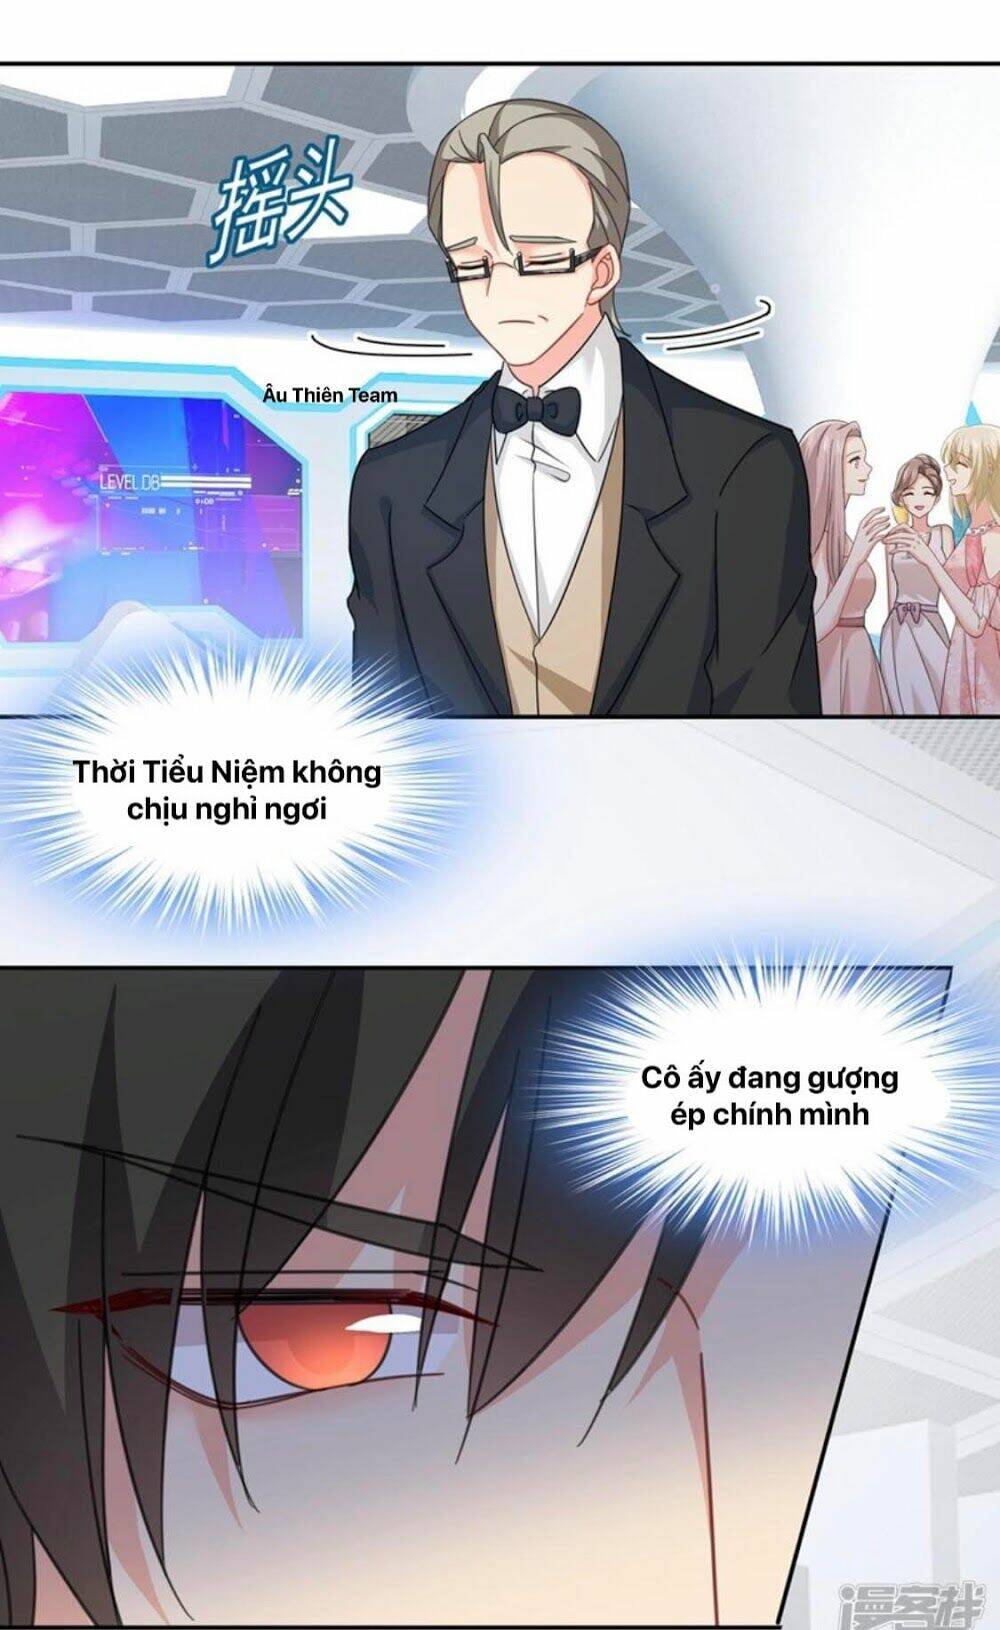 摇头
Âu Thiên Team
LEVEL.DB
Thời Tiểu Niệm không
chịu nghỉ ngơi
Cô ấy đang gượng
ép chính mình
漫客栈